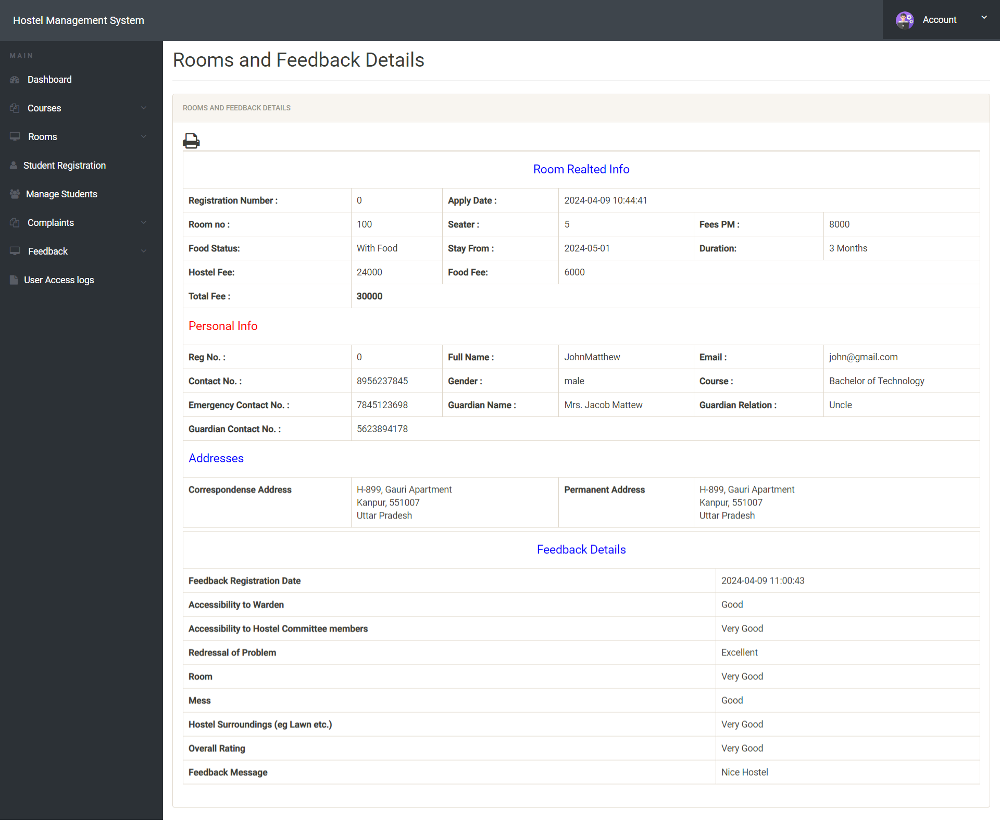 Hostel Management System
Account
MAIN
Dashboard
Courses
Rooms
Student Registration
Manage Students
Complaints
Feedback
User Access logs
Rooms and Feedback Details
ROOMS AND FEEDBACK DETAILS
Room Realted Info
Registration Number : 0 Apply Date : 2024-04-09 10:44:41
Room no : 100 Seater : 5 Fees PM : 8000
Food Status: With Food Stay From : 2024-05-01 Duration: 3 Months
Hostel Fee: 24000 Food Fee: 6000
Total Fee : 30000
Personal Info
Reg No. : 0 Full Name : JohnMatthew Email : john@gmail.com
Contact No. : 8956237845 Gender : male Course : Bachelor of Technology
Emergency Contact No. : 7845123698 Guardian Name : Mrs. Jacob Mattew Guardian Relation : Uncle
Guardian Contact No. : 5623894178
Addresses
Correspondense Address H-899, Gauri Apartment Permanent Address H-899, Gauri Apartment
Kanpur, 551007 Kanpur, 551007
Uttar Pradesh Uttar Pradesh
Feedback Details
Feedback Registration Date 2024-04-09 11:00:43
Accessibility to Warden Good
Accessibility to Hostel Committee members Very Good
Redressal of Problem Excellent
Room Very Good
Mess Good
Hostel Surroundings (eg Lawn etc.) Very Good
Overall Rating Very Good
Feedback Message Nice Hostel